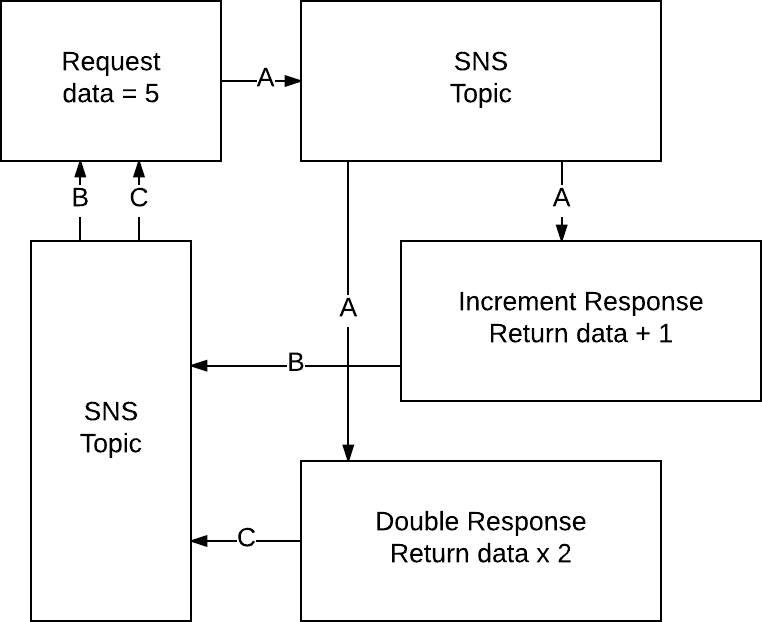 Request
data = 5
A
SNS
Topic
B
C
A
A
Increment Response
Return data + 1
B
SNS
Topic
Double Response
Return data x 2
C